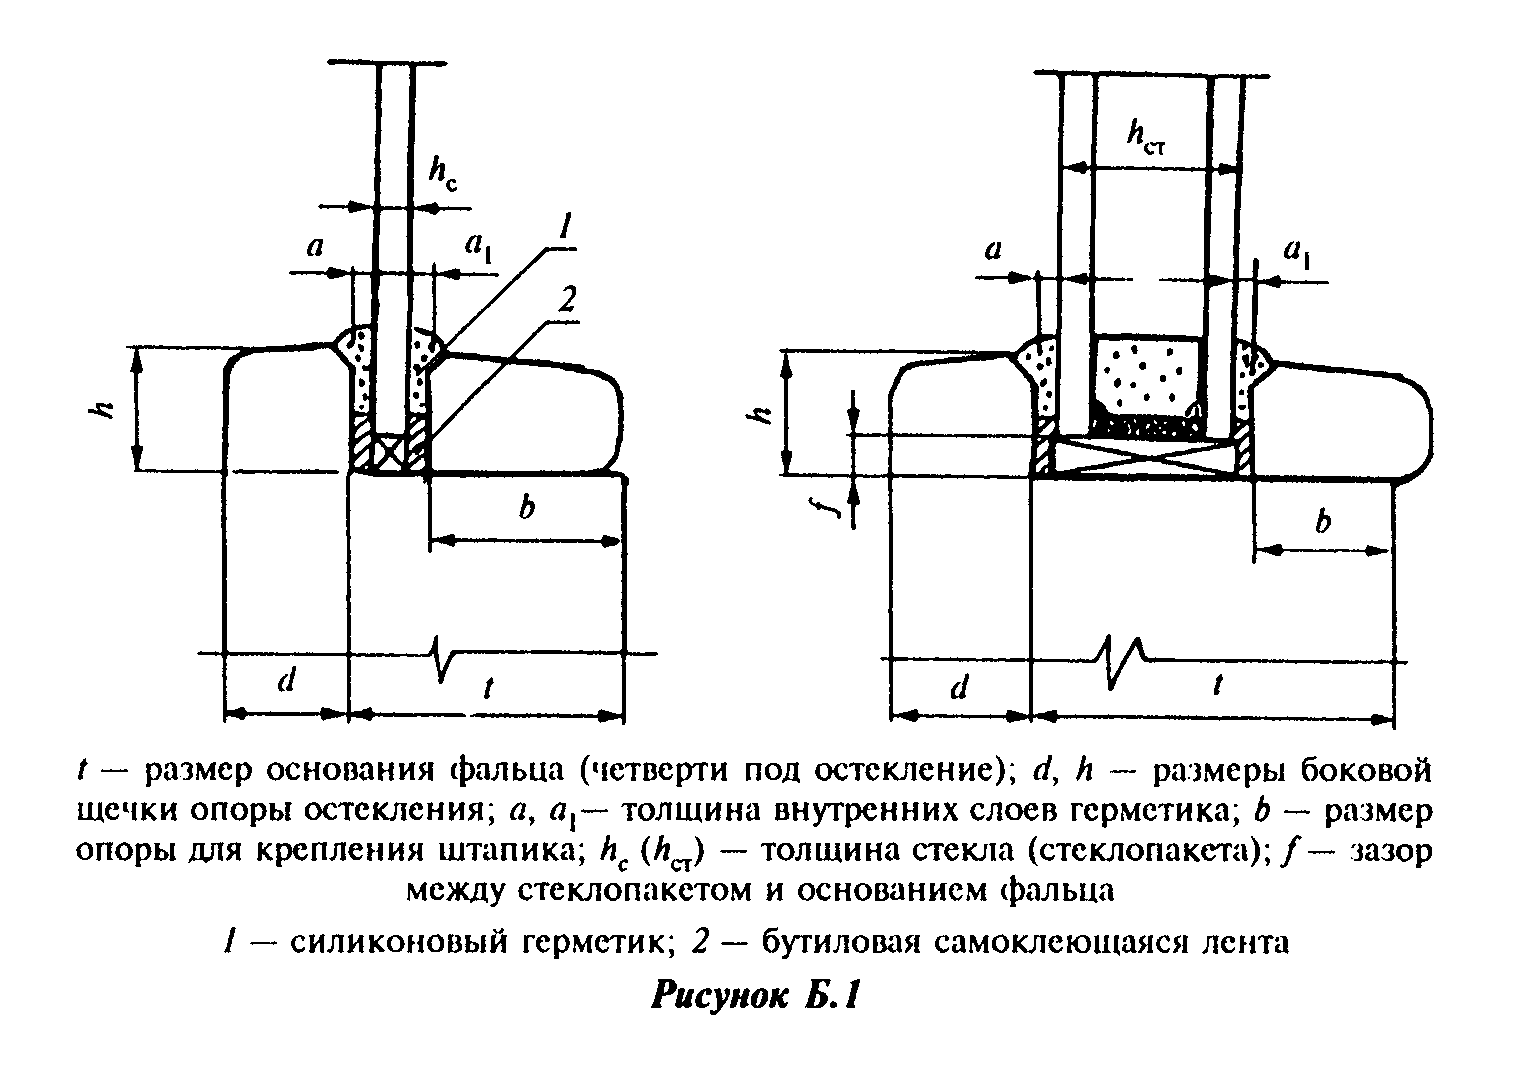 h_c
1
a
a_1
2
h
b
d
t
h_ст
a
a_1
h
f
b
d
t
t — размер основания фальца (четверти под остекление); d, h — размеры боковой
щечки опоры остекления; a, a_1 — толщина внутренних слоев герметика; b — размер
опоры для крепления штапика; h_c (h_ст) — толщина стекла (стеклопакета); f — зазор
между стеклопакетом и основанием фальца
1 — силиконовый герметик; 2 — бутиловая самоклеющаяся лента
Рисунок Б.1